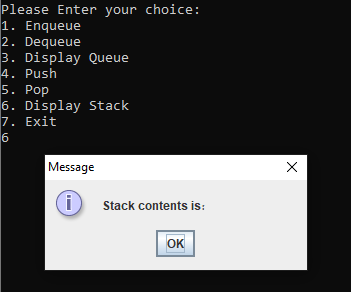 Please Enter your choice:
1. Enqueue
2. Dequeue
3. Display Queue
4. Push
5. Pop
6. Display Stack
7. Exit
6
Message
Stack contents is:
OK